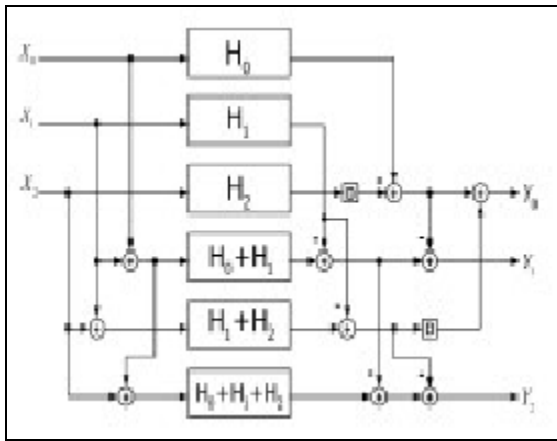 X₀
H₀
X₁
H₁
X₂
H₂
D
Y₀
H₀+H₁
Y₁
H₁+H₂
D
H₀+H₁+H₂
Y₂